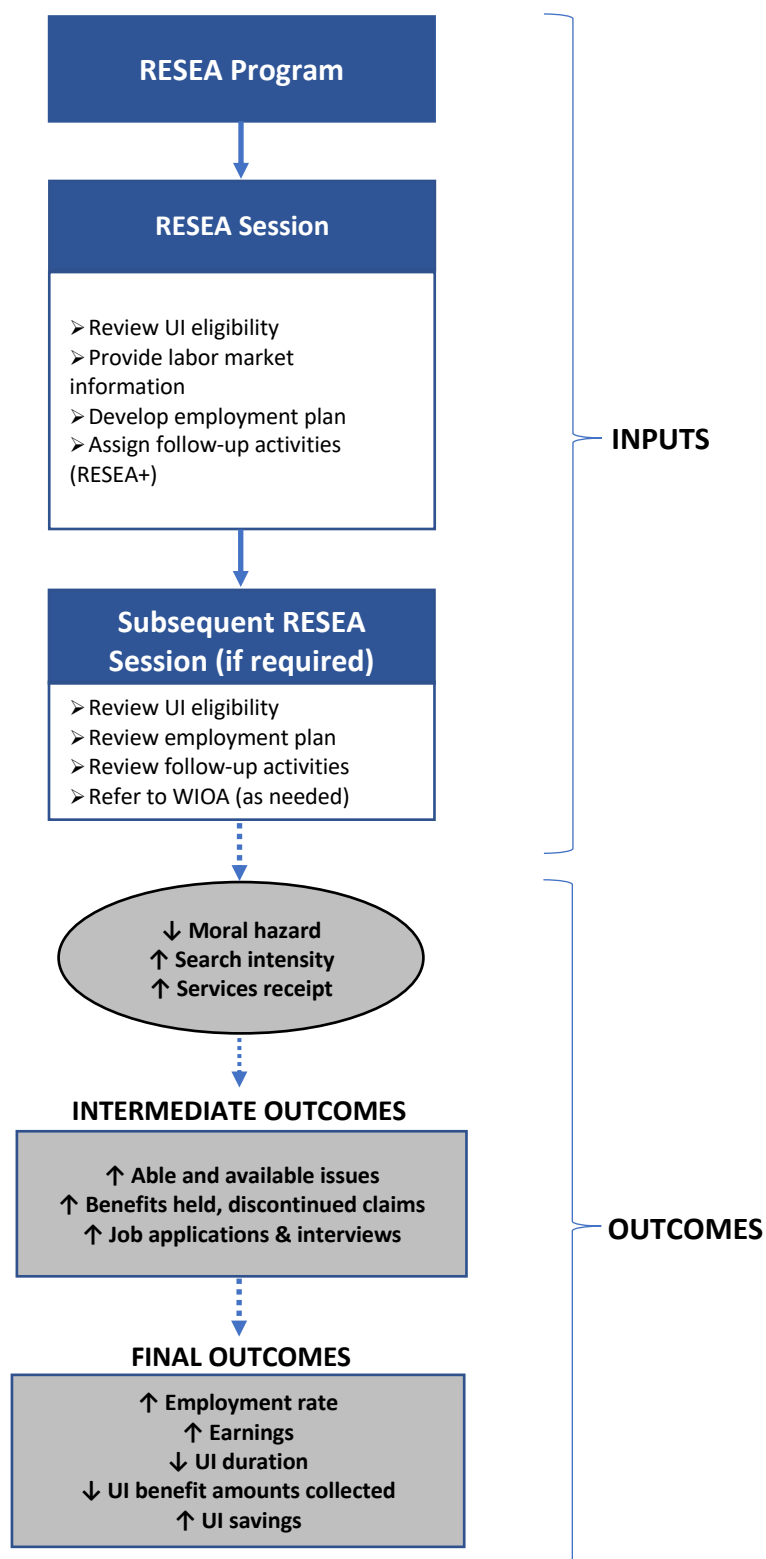 RESEA Program
RESEA Session
➢Review UI eligibility
➢Provide labor market
information
➢Develop employment plan
➢Assign follow-up activities
(RESEA+)
INPUTS
Subsequent RESEA
Session (if required)
➢Review UI eligibility
➢Review employment plan
➢Review follow-up activities
➢Refer to WIOA (as needed)
↓ Moral hazard
↑ Search intensity
↑ Services receipt
INTERMEDIATE OUTCOMES
↑ Able and available issues
↑ Benefits held, discontinued claims
↑ Job applications & interviews
OUTCOMES
FINAL OUTCOMES
↑ Employment rate
↑ Earnings
↓ UI duration
↓ UI benefit amounts collected
↑ UI savings